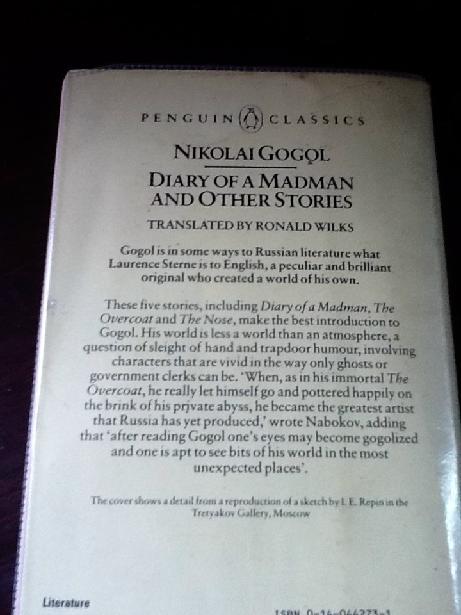 PENGUIN CLASSICS
NIKOLAI GOGOL
DIARY OF A MADMAN
AND OTHER STORIES
TRANSLATED BY RONALD WILKS
Gogol is in some ways to Russian literature what
Laurence Sterne is to English, a peculiar and brilliant
original who created a world of his own.
These five stories, including Diary of a Madman, The
Overcoat and The Nose, make the best introduction to
Gogol. His world is less a world than an atmosphere, a
question of sleight of hand and trapdoor humour, involving
characters that are vivid in the way only ghosts or
government clerks can be. 'When, as in his immortal The
Overcoat, he really let himself go and pottered happily on
the brink of his private abyss, he became the greatest artist
that Russia has yet produced,' wrote Nabokov, adding
that 'after reading Gogol one's eyes may become gogolized
and one is apt to see bits of his world in the most
unexpected places'.
The cover shows a detail from a reproduction of a sketch by I. E. Repin in the
Tretyakov Gallery, Moscow
Literature
ISBN 0-14-044273-1